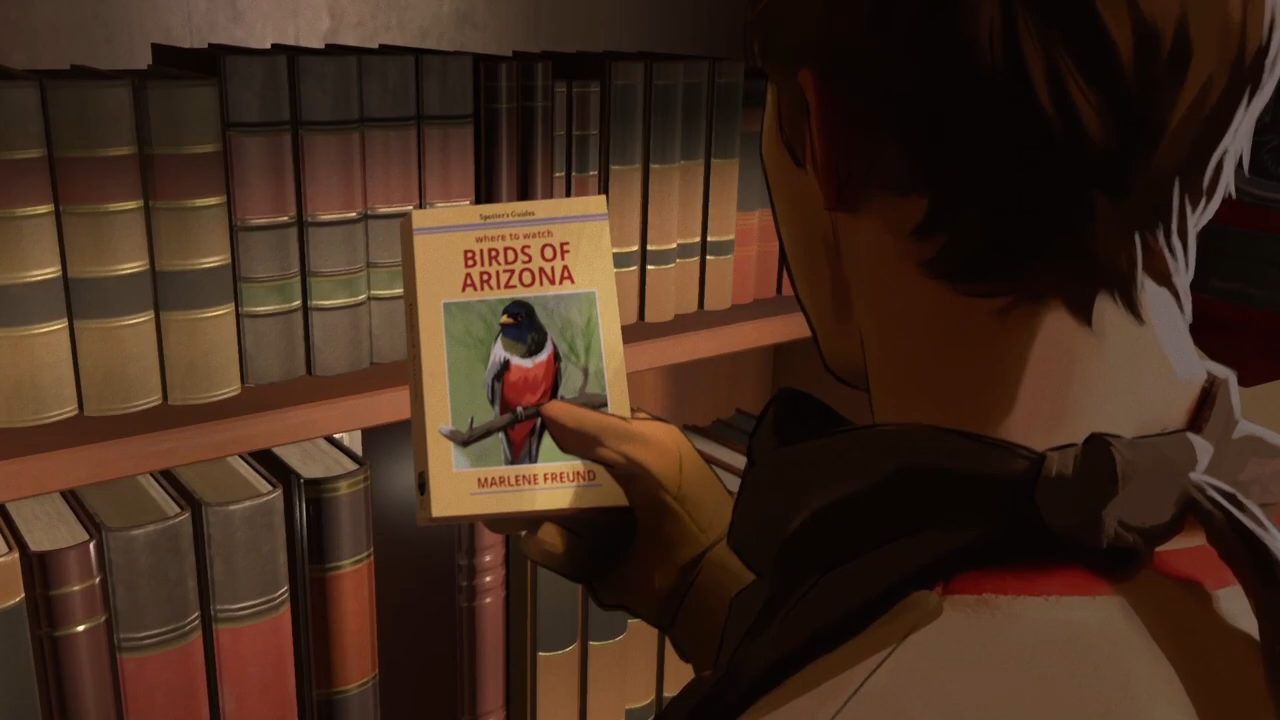 Spotter's Guides
where to watch
BIRDS OF
ARIZONA
MARLENE FREUND